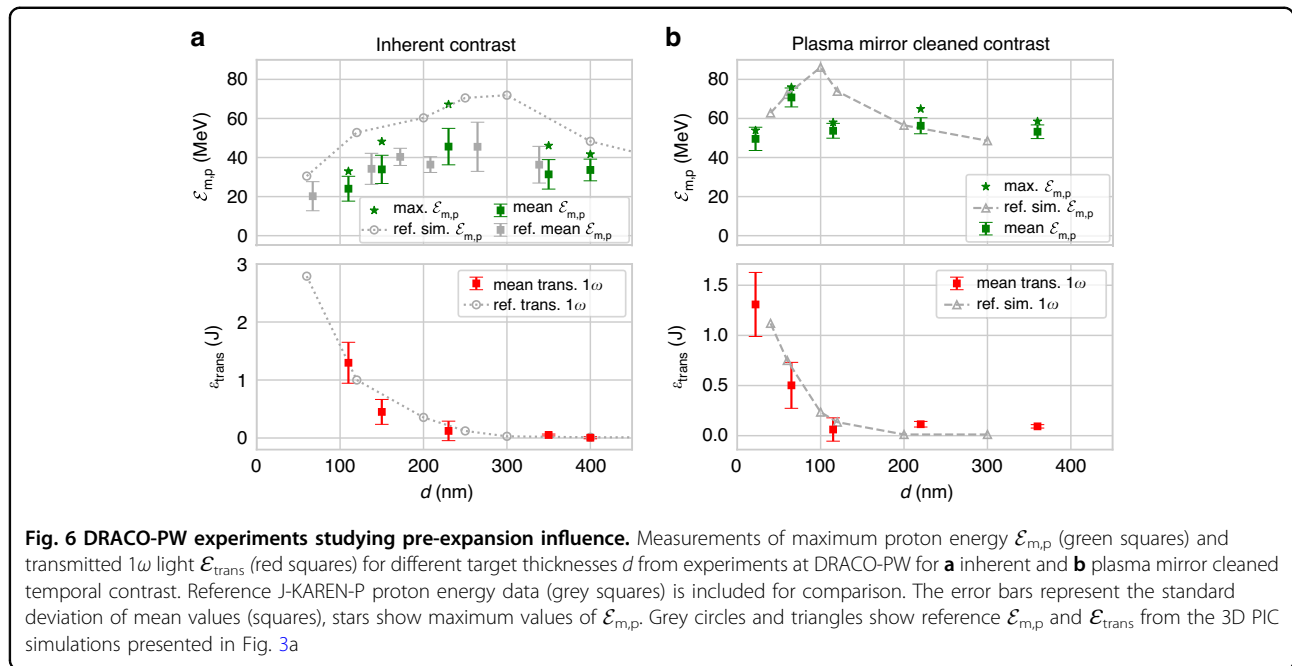 a
Inherent contrast
80
60
40
20
0
ℰm,p (MeV)
max. ℰm,p
ref. sim. ℰm,p
mean ℰm,p
ref. mean ℰm,p
3
2
1
0
ℰtrans (J)
mean trans. 1ω
ref. trans. 1ω
0 100 200 300 400
d (nm)
b
Plasma mirror cleaned contrast
80
60
40
20
0
ℰm,p (MeV)
max. ℰm,p
ref. sim. ℰm,p
mean ℰm,p
1.5
1.0
0.5
0.0
ℰtrans (J)
mean trans. 1ω
ref. sim. 1ω
0 100 200 300 400
d (nm)
Fig. 6 DRACO-PW experiments studying pre-expansion influence. Measurements of maximum proton energy ℰm,p (green squares) and
transmitted 1ω light ℰtrans (red squares) for different target thicknesses d from experiments at DRACO-PW for a inherent and b plasma mirror cleaned
temporal contrast. Reference J-KAREN-P proton energy data (grey squares) is included for comparison. The error bars represent the standard
deviation of mean values (squares), stars show maximum values of ℰm,p. Grey circles and triangles show reference ℰm,p and ℰtrans from the 3D PIC
simulations presented in Fig. 3a